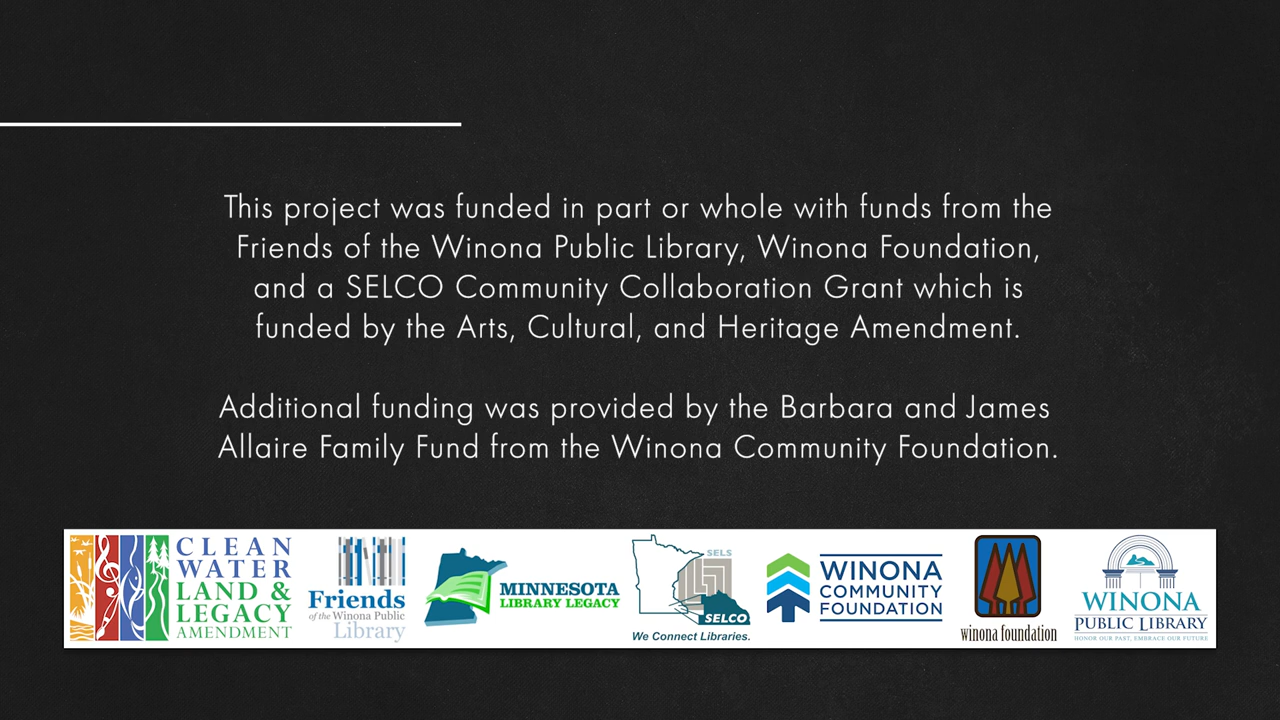 This project was funded in part or whole with funds from the
Friends of the Winona Public Library, Winona Foundation,
and a SELCO Community Collaboration Grant which is
funded by the Arts, Cultural, and Heritage Amendment.
Additional funding was provided by the Barbara and James
Allaire Family Fund from the Winona Community Foundation.
CLEAN
WATER
LAND &
LEGACY
AMENDMENT
Friends
of the Winona Public
Library
MINNESOTA
LIBRARY LEGACY
SELS
SELCO
We Connect Libraries.
WINONA
COMMUNITY
FOUNDATION
winona foundation
WINONA
PUBLIC LIBRARY
HONOR OUR PAST, EMBRACE OUR FUTURE